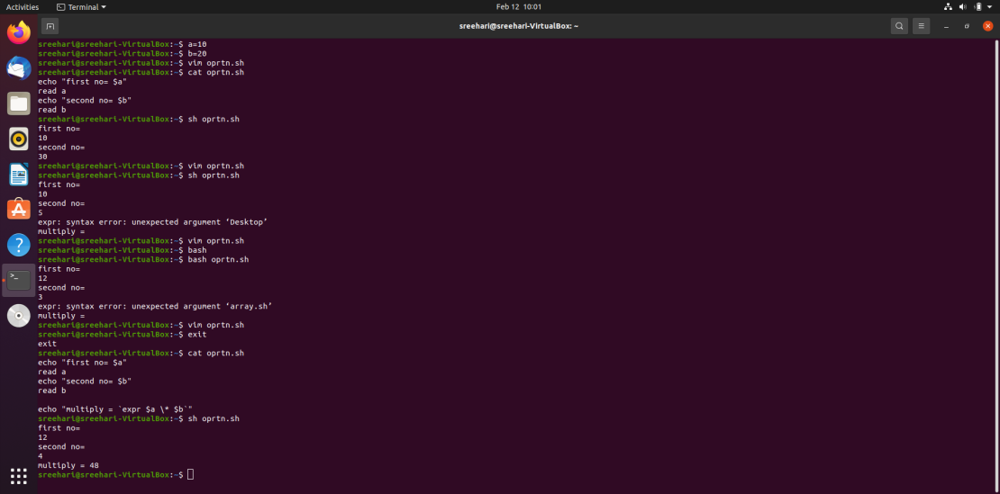 Activities
Terminal
Feb 12 10:01
sreehari@sreehari-VirtualBox: ~
sreehari@sreehari-VirtualBox:~$ a=10
sreehari@sreehari-VirtualBox:~$ b=20
sreehari@sreehari-VirtualBox:~$ vim oprtn.sh
sreehari@sreehari-VirtualBox:~$ cat oprtn.sh
echo "first no= $a"
read a
echo "second no= $b"
read b
sreehari@sreehari-VirtualBox:~$ sh oprtn.sh
first no=
10
second no=
30
sreehari@sreehari-VirtualBox:~$ vim oprtn.sh
sreehari@sreehari-VirtualBox:~$ sh oprtn.sh
first no=
10
second no=
5
expr: syntax error: unexpected argument ‘Desktop’
multiply =
sreehari@sreehari-VirtualBox:~$ vim oprtn.sh
sreehari@sreehari-VirtualBox:~$ bash
sreehari@sreehari-VirtualBox:~$ bash oprtn.sh
first no=
12
second no=
3
expr: syntax error: unexpected argument ‘array.sh’
multiply =
sreehari@sreehari-VirtualBox:~$ vim oprtn.sh
sreehari@sreehari-VirtualBox:~$ exit
exit
sreehari@sreehari-VirtualBox:~$ cat oprtn.sh
echo "first no= $a"
read a
echo "second no= $b"
read b
echo "multiply = `expr $a \* $b`"
sreehari@sreehari-VirtualBox:~$ sh oprtn.sh
first no=
12
second no=
4
multiply = 48
sreehari@sreehari-VirtualBox:~$